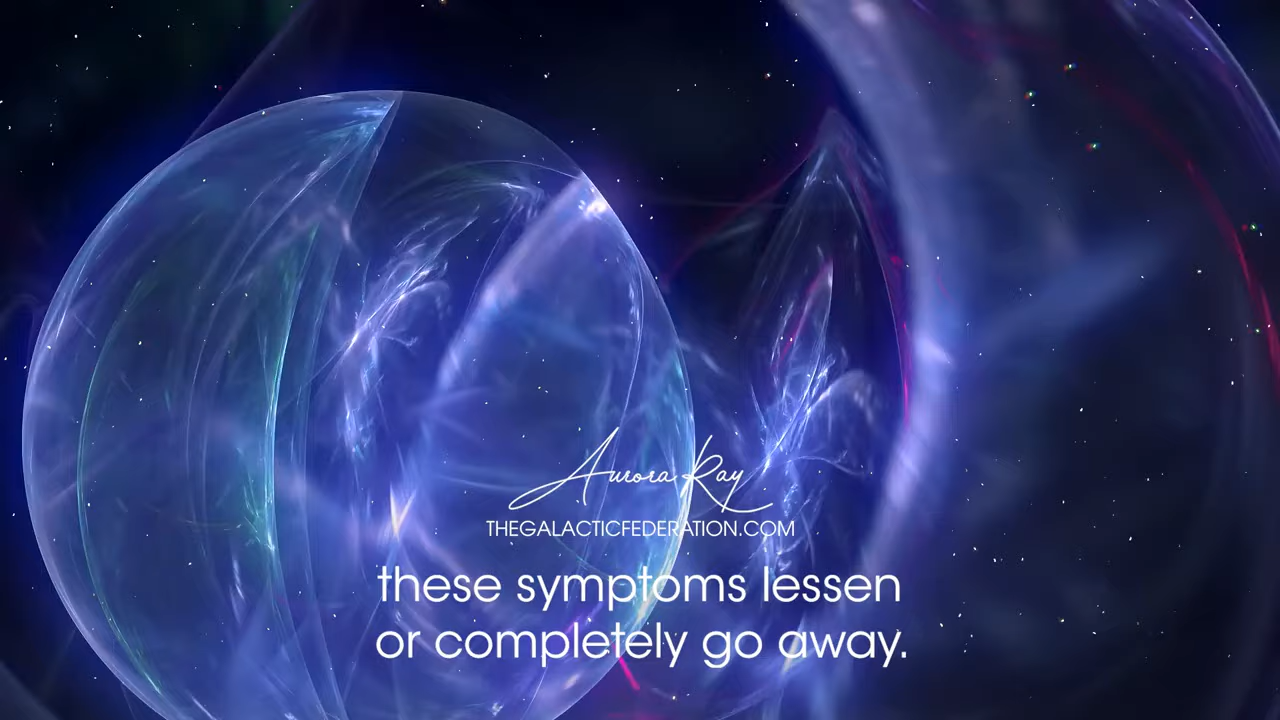 Aurora Ray
THEGALACTICFEDERATION.COM
these symptoms lessen
or completely go away.